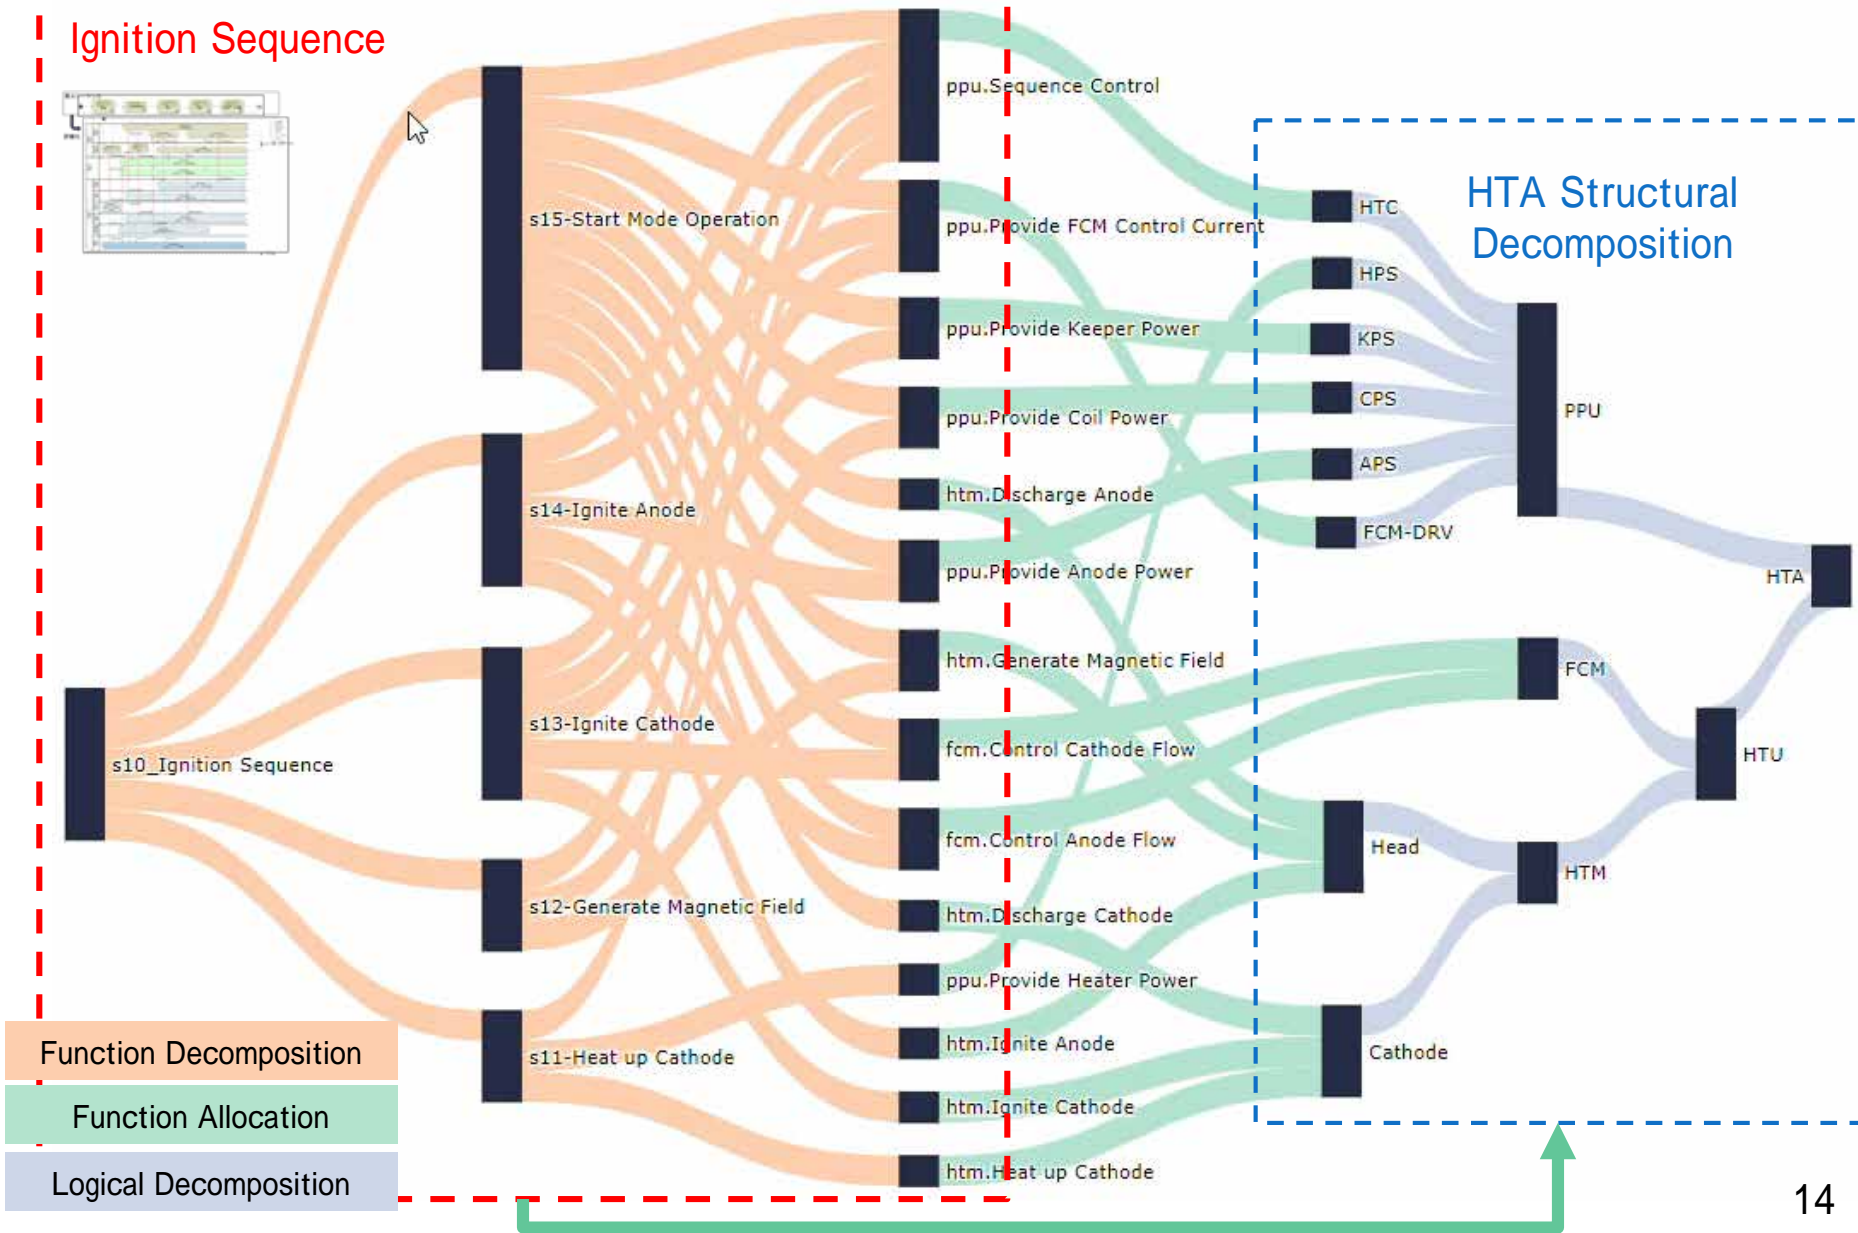 Ignition Sequence
s10_Ignition Sequence
s15-Start Mode Operation
s14-Ignite Anode
s13-Ignite Cathode
s12-Generate Magnetic Field
s11-Heat up Cathode
ppu.Sequence Control
ppu.Provide FCM Control Current
ppu.Provide Keeper Power
ppu.Provide Coil Power
htm.Discharge Anode
ppu.Provide Anode Power
htm.Generate Magnetic Field
fcm.Control Cathode Flow
fcm.Control Anode Flow
htm.Discharge Cathode
ppu.Provide Heater Power
htm.Ignite Anode
htm.Ignite Cathode
htm.Heat up Cathode
HTA Structural
Decomposition
HTC
HPS
KPS
CPS
APS
FCM-DRV
Head
Cathode
PPU
FCM
HTM
HTU
HTA
Function Decomposition
Function Allocation
Logical Decomposition
14